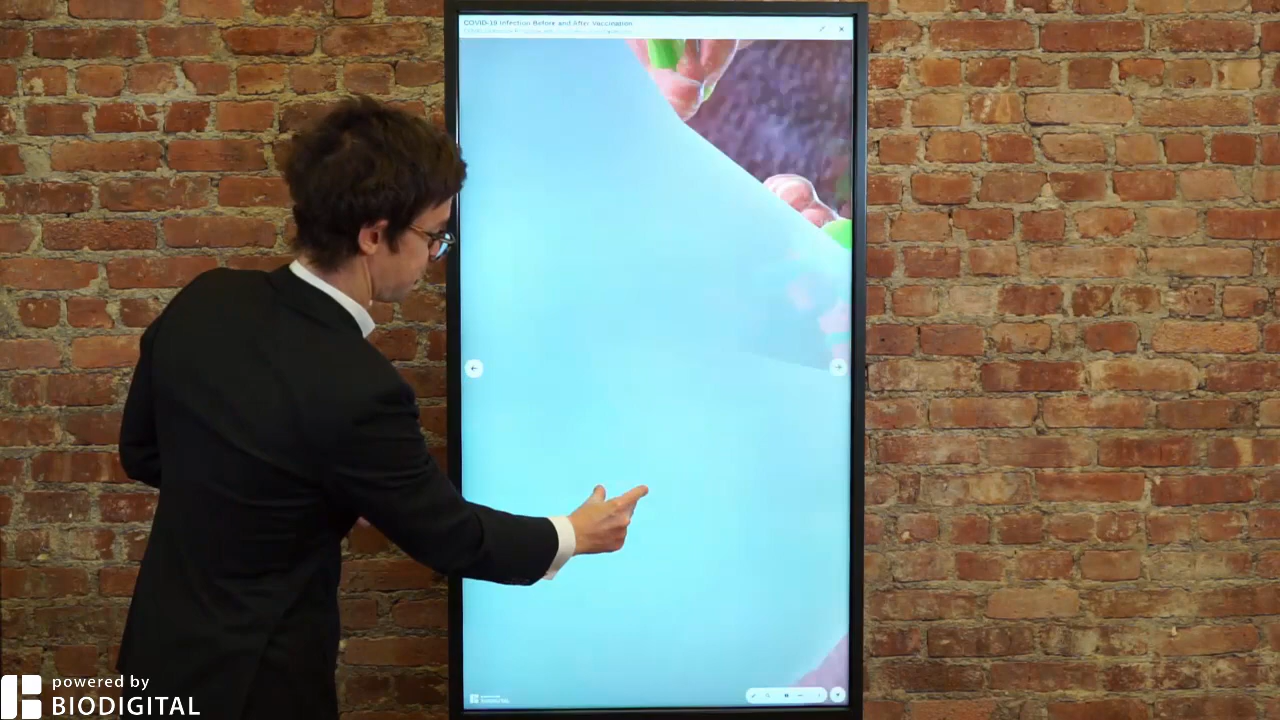 COVID-19 Infection Before and After Vaccination
powered by
BIODIGITAL